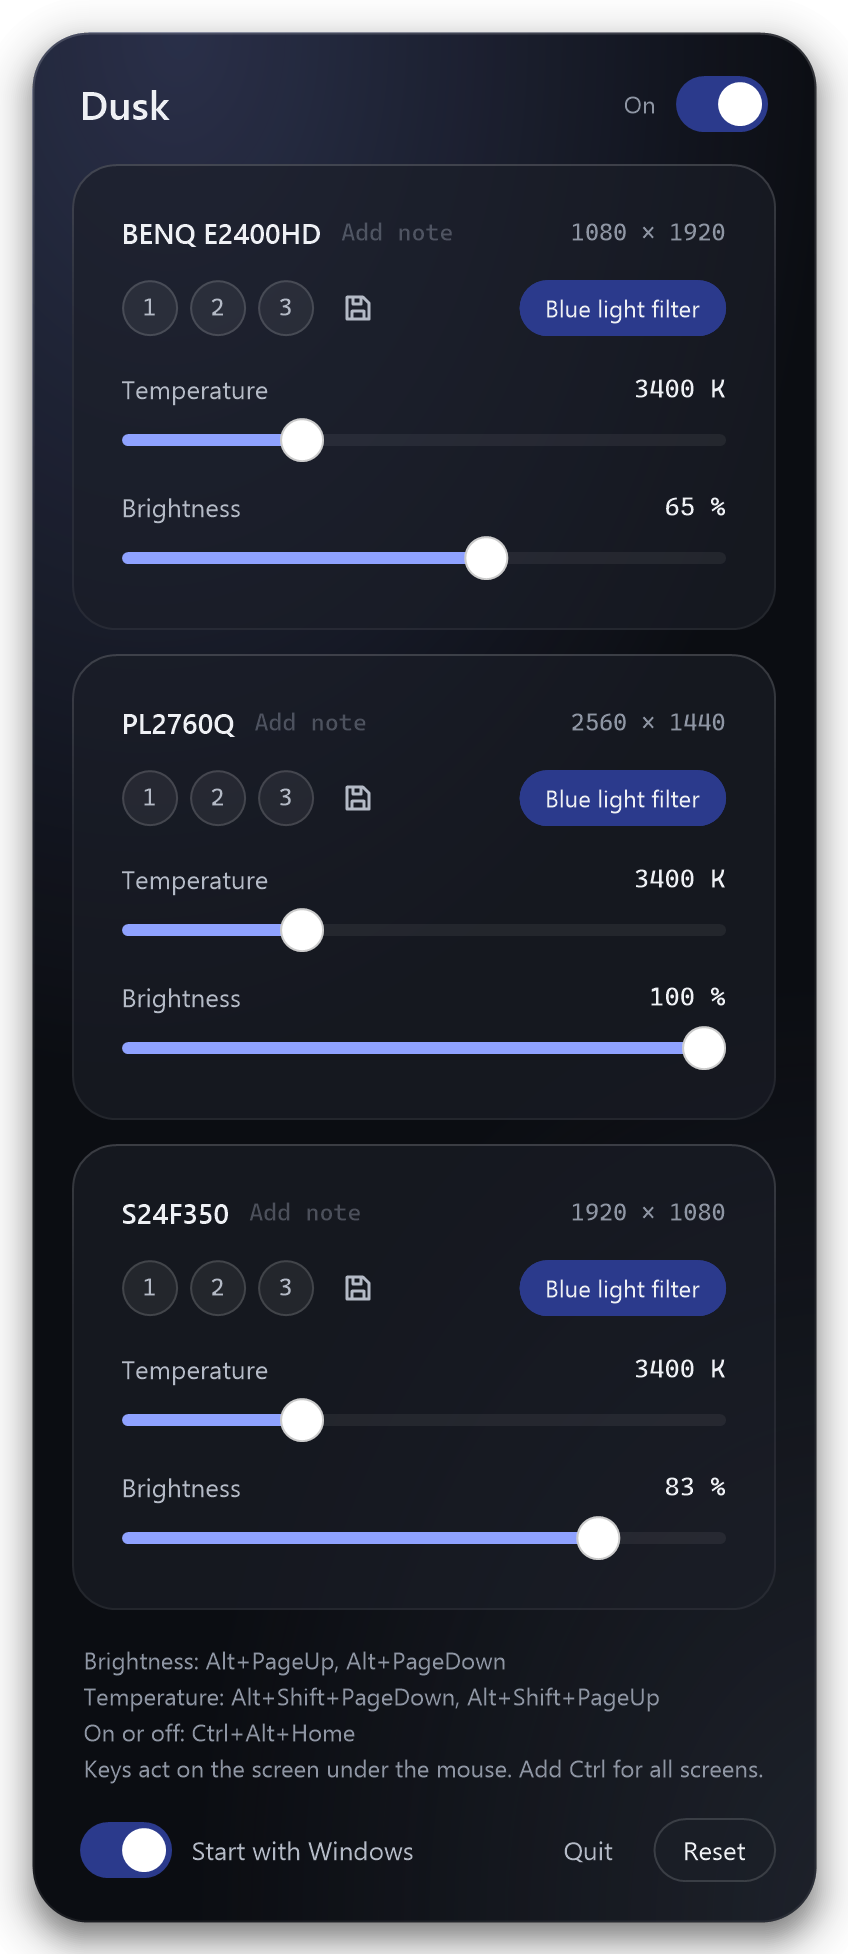 Dusk On
BENQ E2400HD Add note 1080 × 1920
1 2 3 Blue light filter
Temperature 3400 K
Brightness 65 %
PL2760Q Add note 2560 × 1440
1 2 3 Blue light filter
Temperature 3400 K
Brightness 100 %
S24F350 Add note 1920 × 1080
1 2 3 Blue light filter
Temperature 3400 K
Brightness 83 %
Brightness: Alt+PageUp, Alt+PageDown
Temperature: Alt+Shift+PageDown, Alt+Shift+PageUp
On or off: Ctrl+Alt+Home
Keys act on the screen under the mouse. Add Ctrl for all screens.
Start with Windows Quit Reset